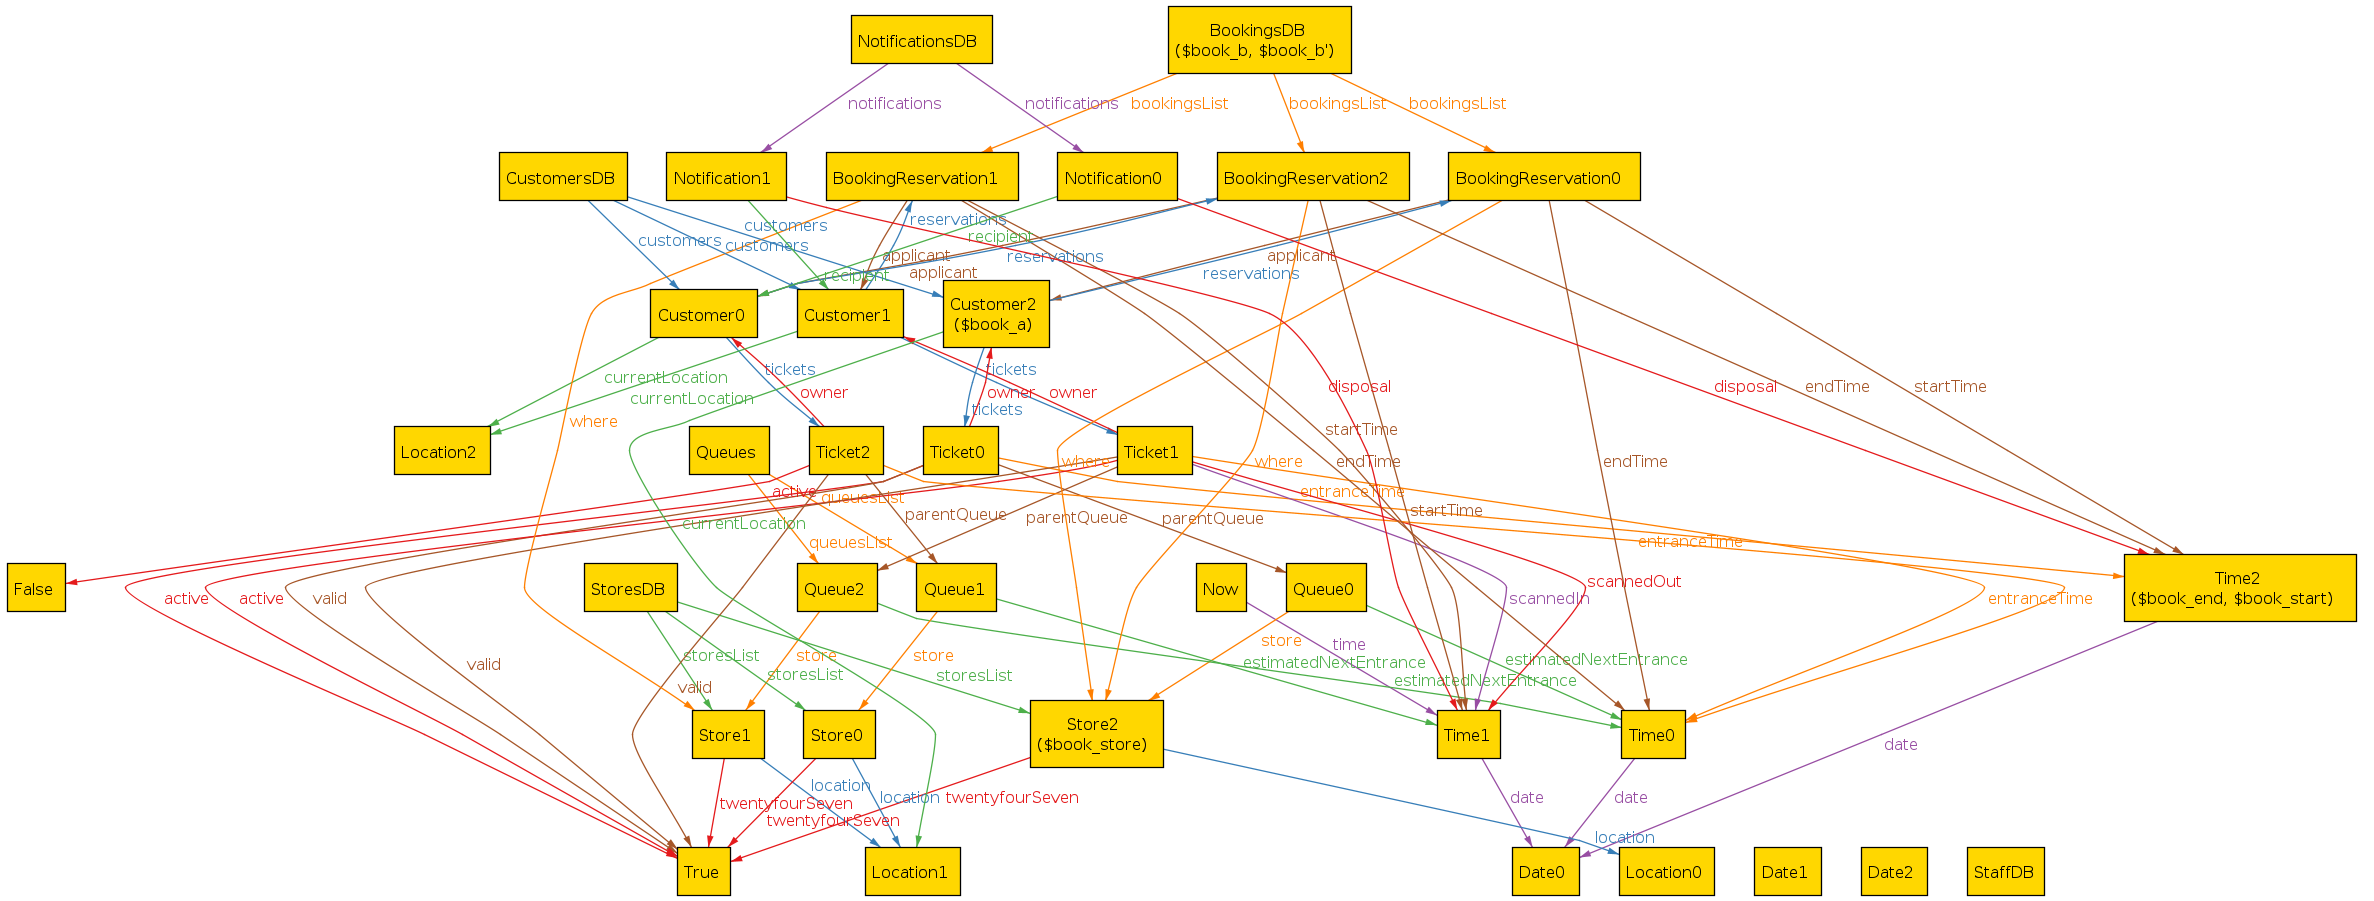 NotificationsDB
BookingsDB
($book_b, $book_b')
notifications
notifications
bookingsList
bookingsList
bookingsList
CustomersDB
Notification1
BookingReservation1
Notification0
BookingReservation2
BookingReservation0
customers
customers
customers
reservations
recipient
recipient
applicant
applicant
reservations
applicant
reservations
Customer0
Customer1
Customer2
($book_a)
currentLocation
currentLocation
tickets
owner
tickets
owner
owner
tickets
disposal
disposal
endTime
startTime
where
startTime
Location2
Queues
Ticket2
Ticket0
Ticket1
where
where
endTime
endTime
active
queuesList
currentLocation
parentQueue
parentQueue
parentQueue
entranceTime
startTime
queuesList
entranceTime
False
StoresDB
Queue2
Queue1
Now
Queue0
scannedOut
scannedIn
entranceTime
Time2
($book_end, $book_start)
active
active
valid
valid
valid
storesList
storesList
store
store
storesList
store
time
estimatedNextEntrance
estimatedNextEntrance
estimatedNextEntrance
Store1
Store0
Store2
($book_store)
Time1
Time0
date
twentyfourSeven
twentyfourSeven
location
location
twentyfourSeven
date
date
location
True
Location1
Date0
Location0
Date1
Date2
StaffDB